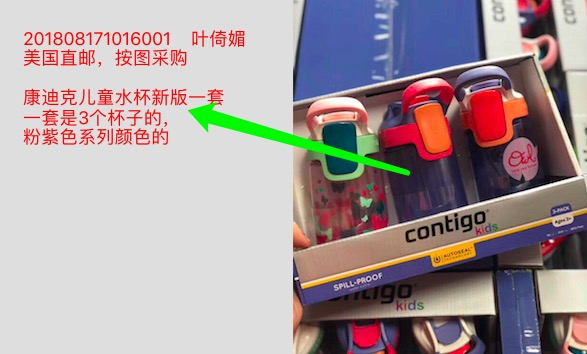 201808171016001 叶倚媚
美国直邮，按图采购
康迪克儿童水杯新版一套
一套是3个杯子的，
粉紫色系列颜色的
Owl
contigo
kids
3-PACK
Ages 3+
AUTOSEAL
SPILL-PROOF
contigo
kids